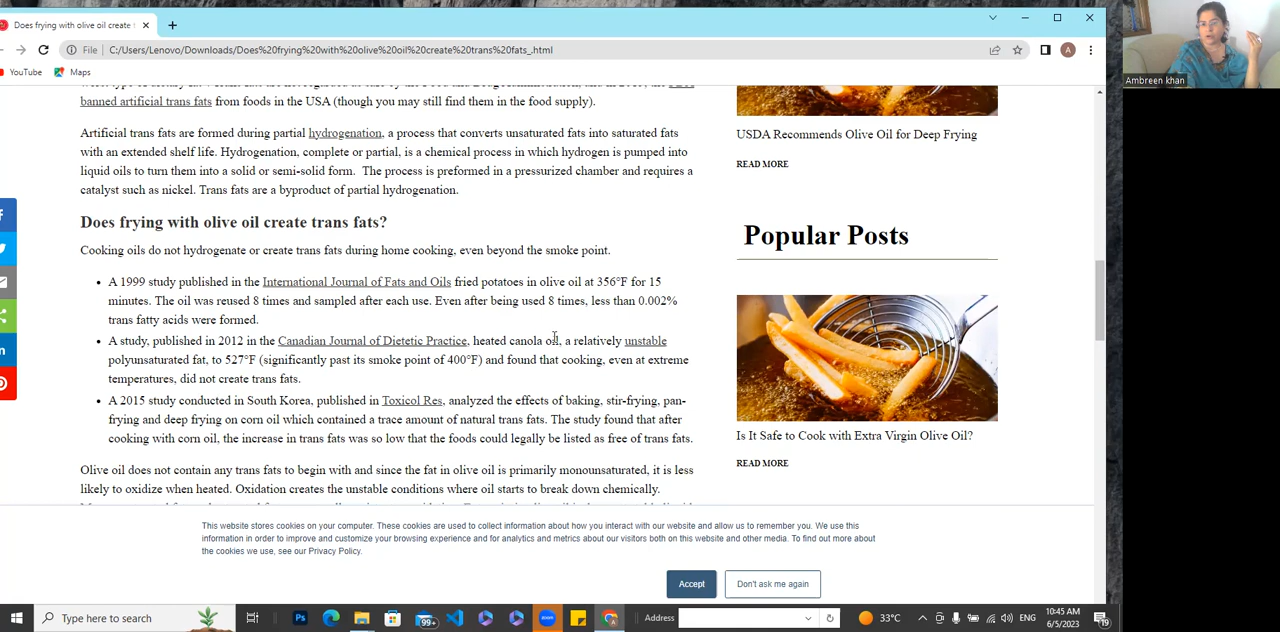 Does frying with olive oil create
File
C:/Users/Lenovo/Downloads/Does%20frying%20with%20olive%20oil%20create%20trans%20fats_.html
A
YouTube
Maps
Ambreen khan
banned artificial trans fats from foods in the USA (though you may still find them in the food supply).
Artificial trans fats are formed during partial hydrogenation, a process that converts unsaturated fats into saturated fats
with an extended shelf life. Hydrogenation, complete or partial, is a chemical process in which hydrogen is pumped into
liquid oils to turn them into a solid or semi-solid form.  The process is preformed in a pressurized chamber and requires a
catalyst such as nickel. Trans fats are a byproduct of partial hydrogenation.
Does frying with olive oil create trans fats?
Cooking oils do not hydrogenate or create trans fats during home cooking, even beyond the smoke point.
• A 1999 study published in the International Journal of Fats and Oils fried potatoes in olive oil at 356°F for 15
minutes. The oil was reused 8 times and sampled after each use. Even after being used 8 times, less than 0.002%
trans fatty acids were formed.
• A study, published in 2012 in the Canadian Journal of Dietetic Practice, heated canola oil, a relatively unstable
polyunsaturated fat, to 527°F (significantly past its smoke point of 400°F) and found that cooking, even at extreme
temperatures, did not create trans fats.
• A 2015 study conducted in South Korea, published in Toxicol Res, analyzed the effects of baking, stir-frying, pan-
frying and deep frying on corn oil which contained a trace amount of natural trans fats. The study found that after
cooking with corn oil, the increase in trans fats was so low that the foods could legally be listed as free of trans fats.
Olive oil does not contain any trans fats to begin with and since the fat in olive oil is primarily monounsaturated, it is less
likely to oxidize when heated. Oxidation creates the unstable conditions where oil starts to break down chemically.
USDA Recommends Olive Oil for Deep Frying
READ MORE
Popular Posts
Is It Safe to Cook with Extra Virgin Olive Oil?
READ MORE
This website stores cookies on your computer. These cookies are used to collect information about how you interact with our website and allow us to remember you. We use this
information in order to improve and customize your browsing experience and for analytics and metrics about our visitors both on this website and other media. To find out more about
the cookies we use, see our Privacy Policy.
Accept
Don't ask me again
Type here to search
Ps
99+
zoom
Address
33°C
ENG
10:45 AM
6/5/2023
19